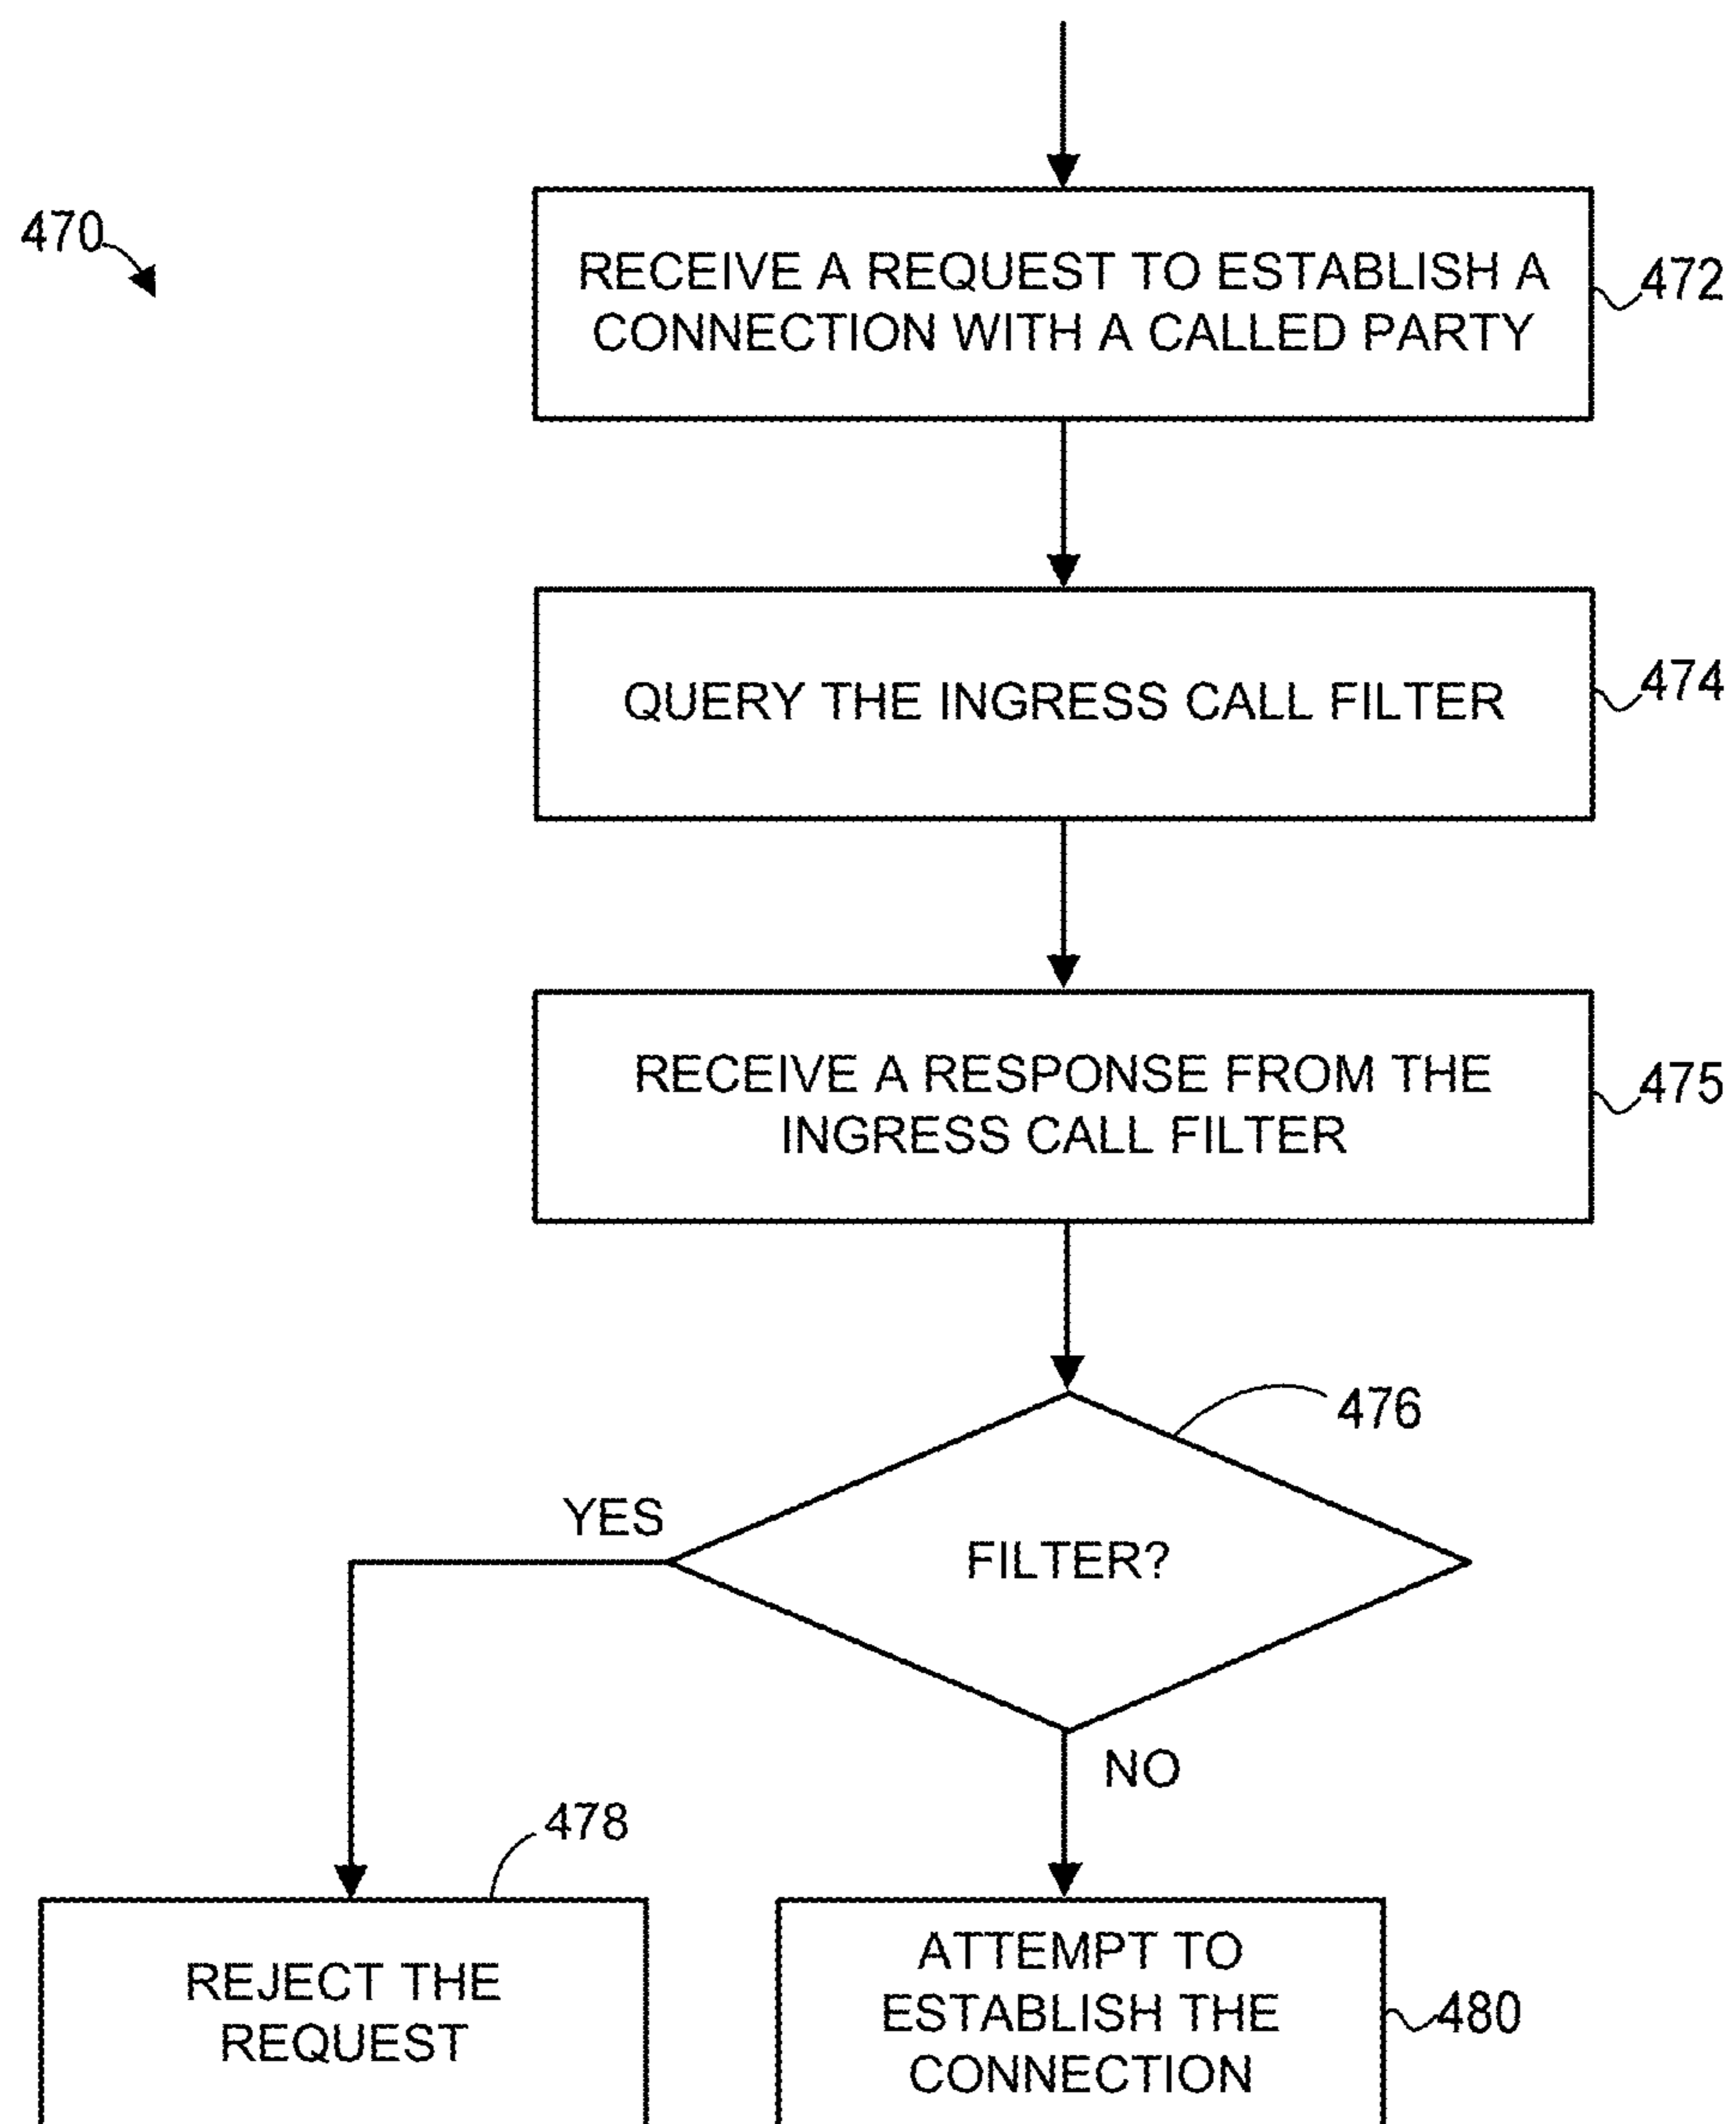 470
RECEIVE A REQUEST TO ESTABLISH A
CONNECTION WITH A CALLED PARTY
472
QUERY THE INGRESS CALL FILTER
474
RECEIVE A RESPONSE FROM THE
INGRESS CALL FILTER
475
476
YES
FILTER?
NO
478
REJECT THE
REQUEST
ATTEMPT TO
ESTABLISH THE
CONNECTION
480